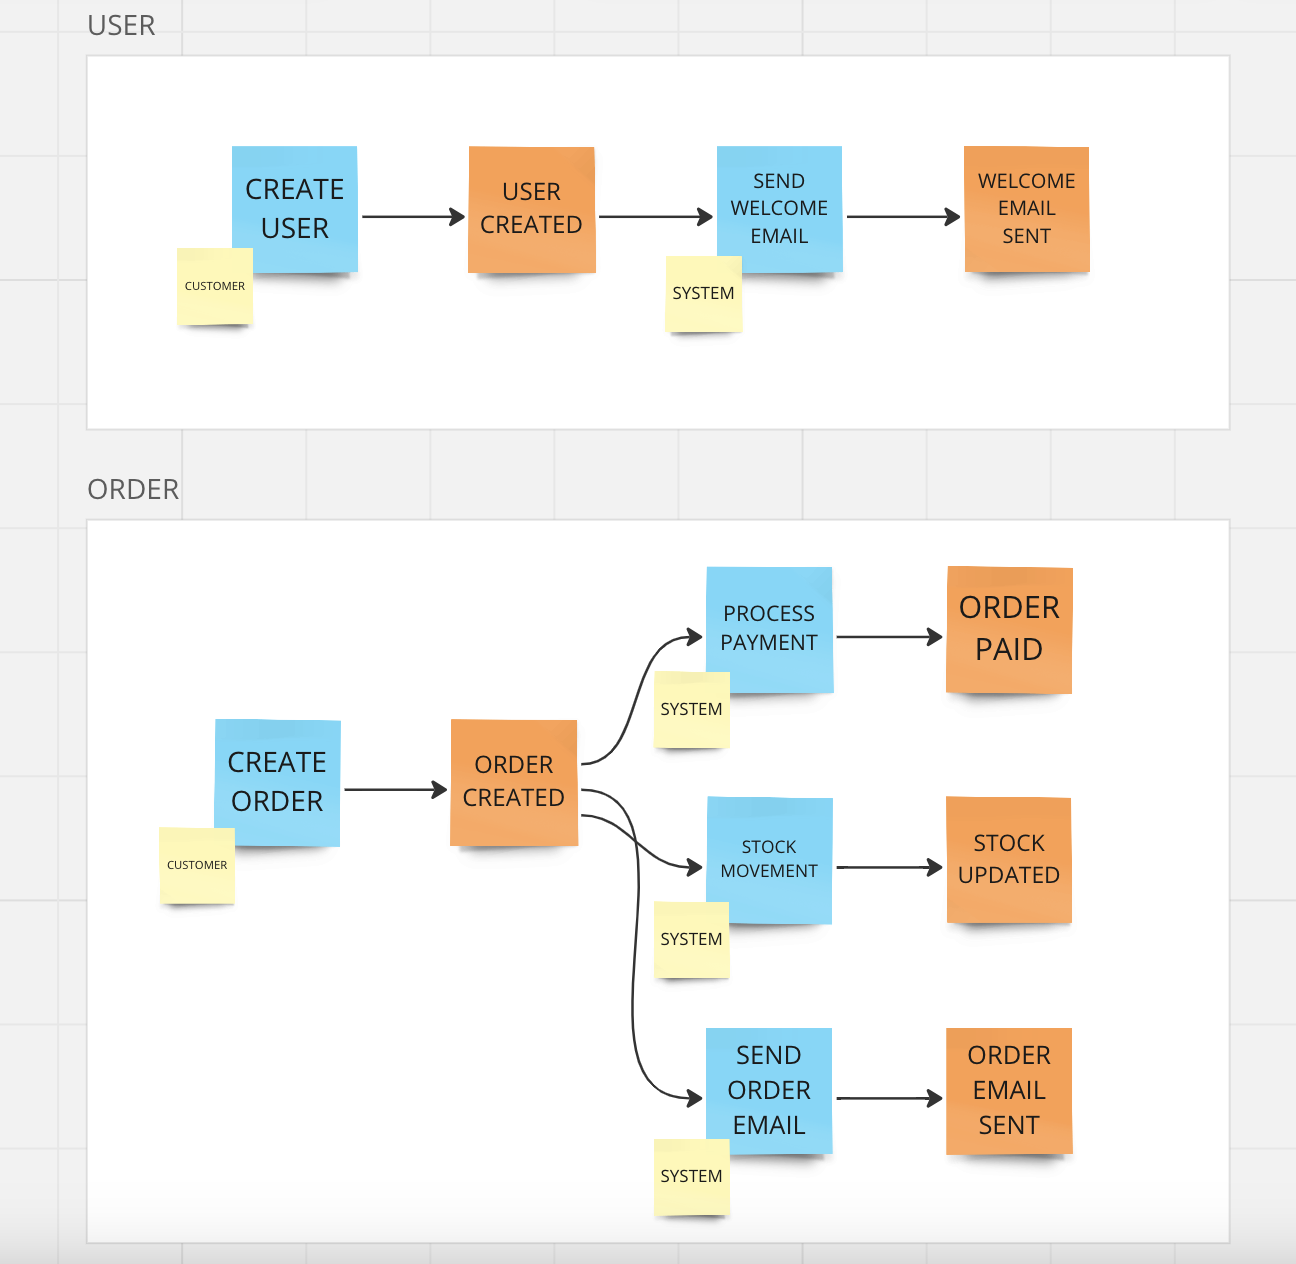 USER
CREATE
USER
CUSTOMER
USER
CREATED
SEND
WELCOME
EMAIL
SYSTEM
WELCOME
EMAIL
SENT
ORDER
CREATE
ORDER
CUSTOMER
ORDER
CREATED
PROCESS
PAYMENT
SYSTEM
ORDER
PAID
STOCK
MOVEMENT
SYSTEM
STOCK
UPDATED
SEND
ORDER
EMAIL
SYSTEM
ORDER
EMAIL
SENT